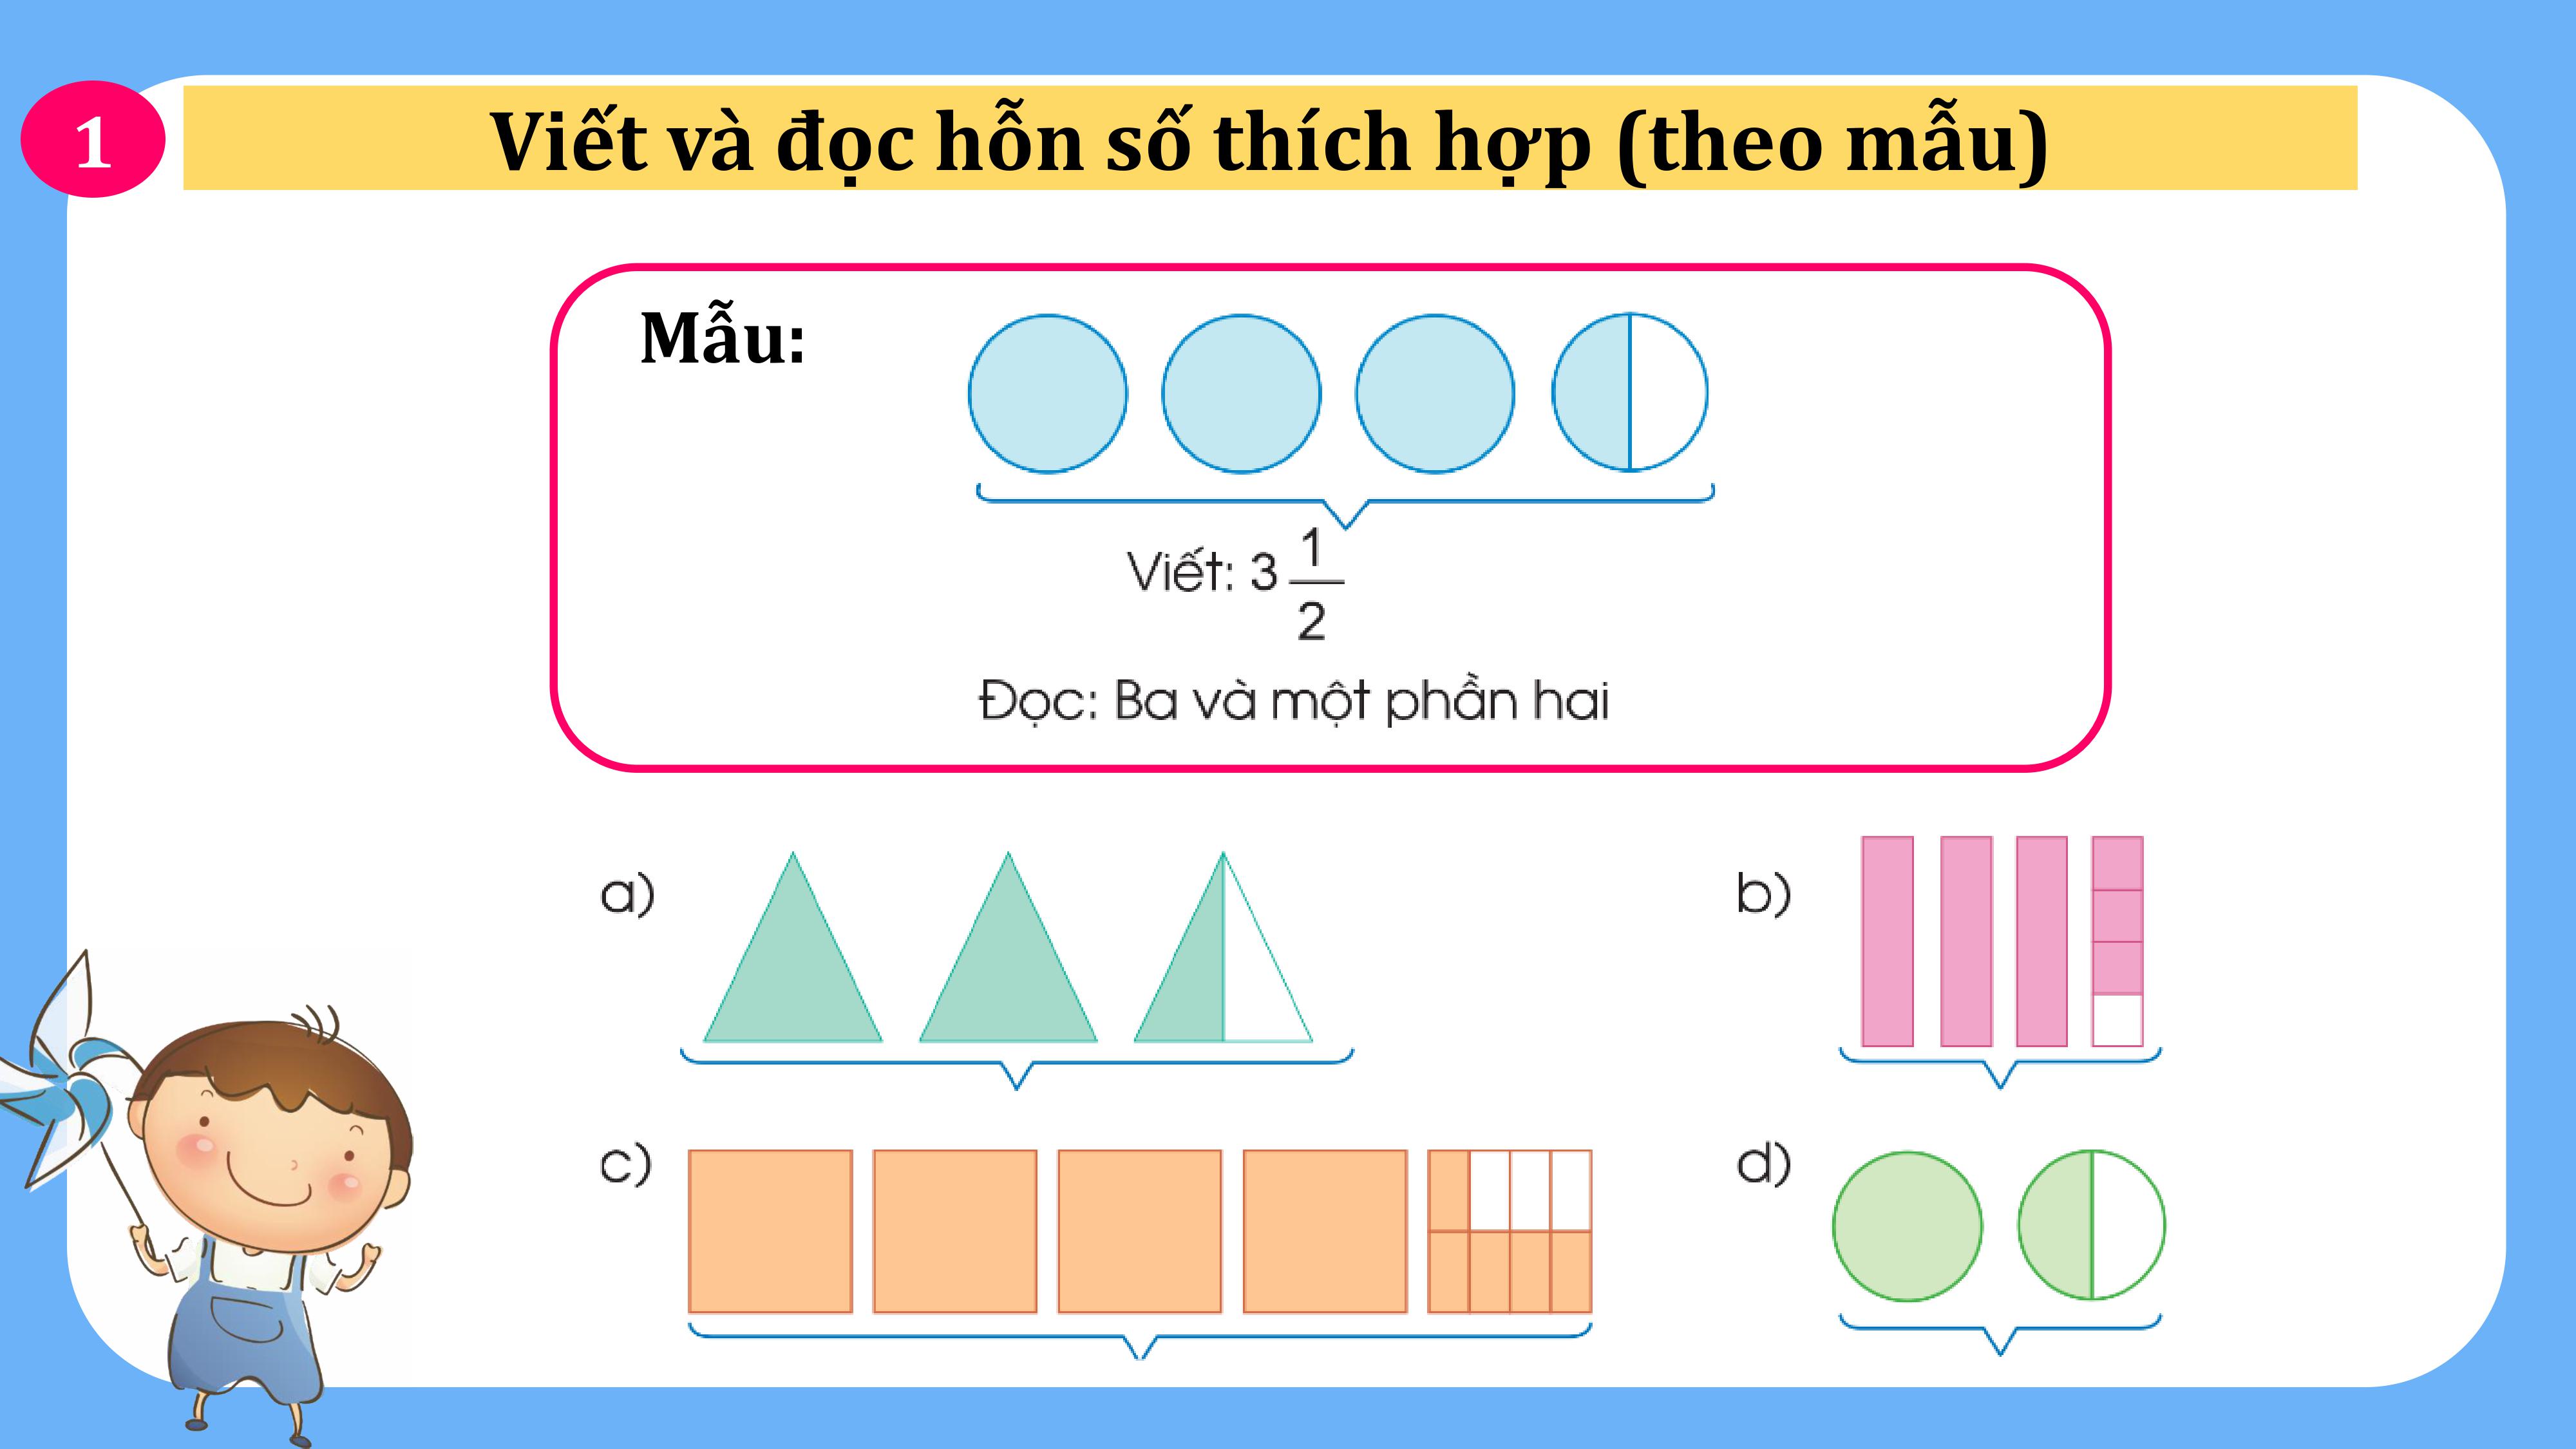 1
Viết và đọc hỗn số thích hợp (theo mẫu)
Mẫu:
Viết: 3 1/2
Đọc: Ba và một phần hai
a)
b)
c)
d)